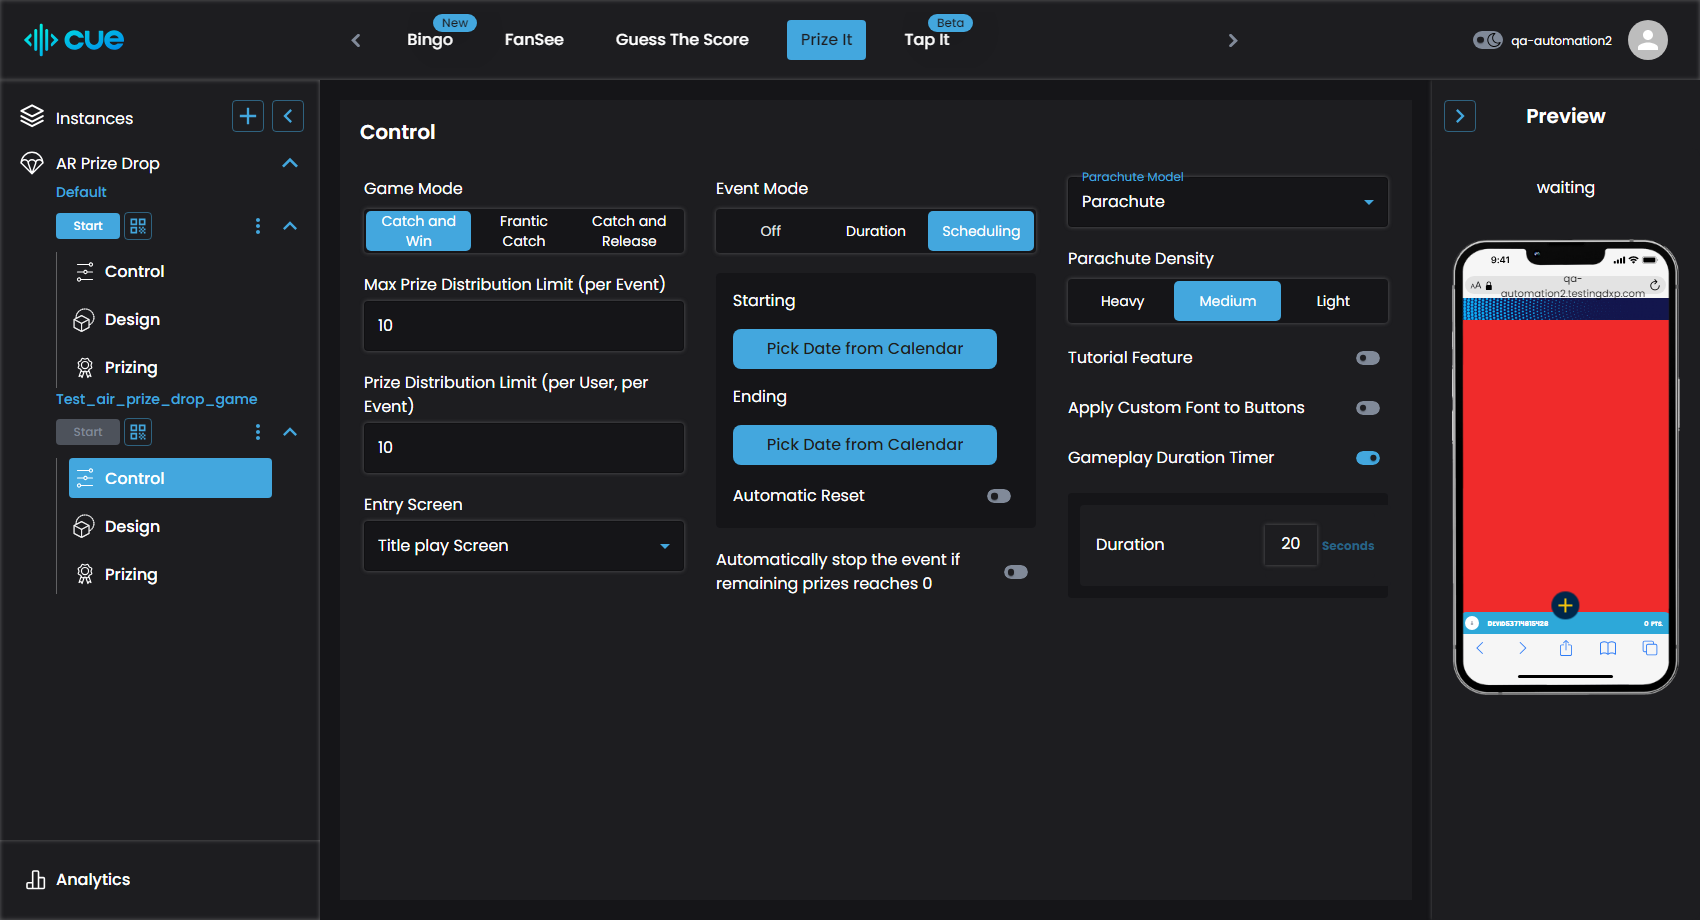 cue
New
Bingo
FanSee
Guess The Score
Prize It
Beta
Tap It
qa-automation2
Instances
AR Prize Drop
Default
Start
Control
Design
Prizing
Test_air_prize_drop_game
Start
Control
Design
Prizing
Analytics
Control
Game Mode
Catch and
Win
Frantic
Catch
Catch and
Release
Max Prize Distribution Limit (per Event)
10
Prize Distribution Limit (per User, per
Event)
10
Entry Screen
Title play Screen
Event Mode
Off
Duration
Scheduling
Starting
Pick Date from Calendar
Ending
Pick Date from Calendar
Automatic Reset
Automatically stop the event if
remaining prizes reaches 0
Parachute Model
Parachute
Parachute Density
Heavy
Medium
Light
Tutorial Feature
Apply Custom Font to Buttons
Gameplay Duration Timer
Duration
20
Seconds
Preview
waiting
9:41
AA
qa-
automation2.testingdxp.com
0 PTS.